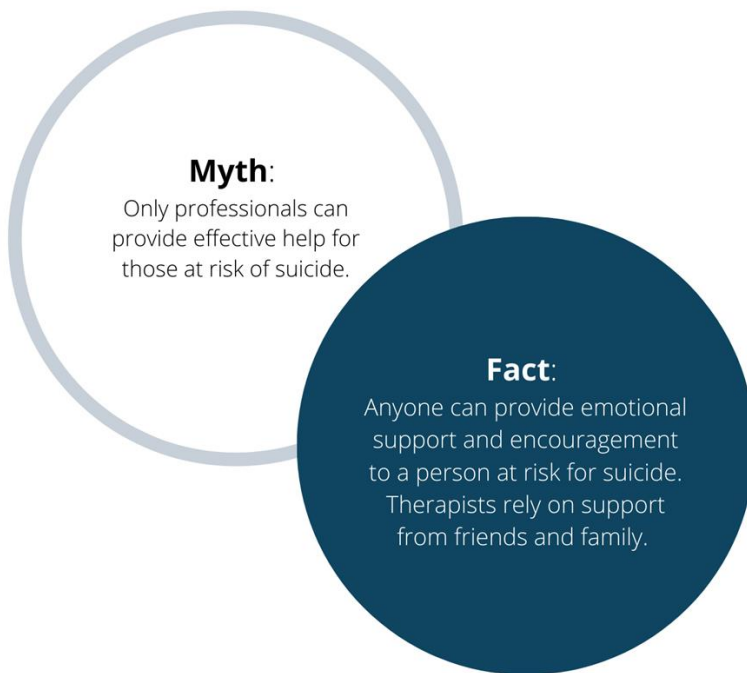 Myth:
Only professionals can
provide effective help for
those at risk of suicide.
Fact:
Anyone can provide emotional
support and encouragement
to a person at risk for suicide.
Therapists rely on support
from friends and family.